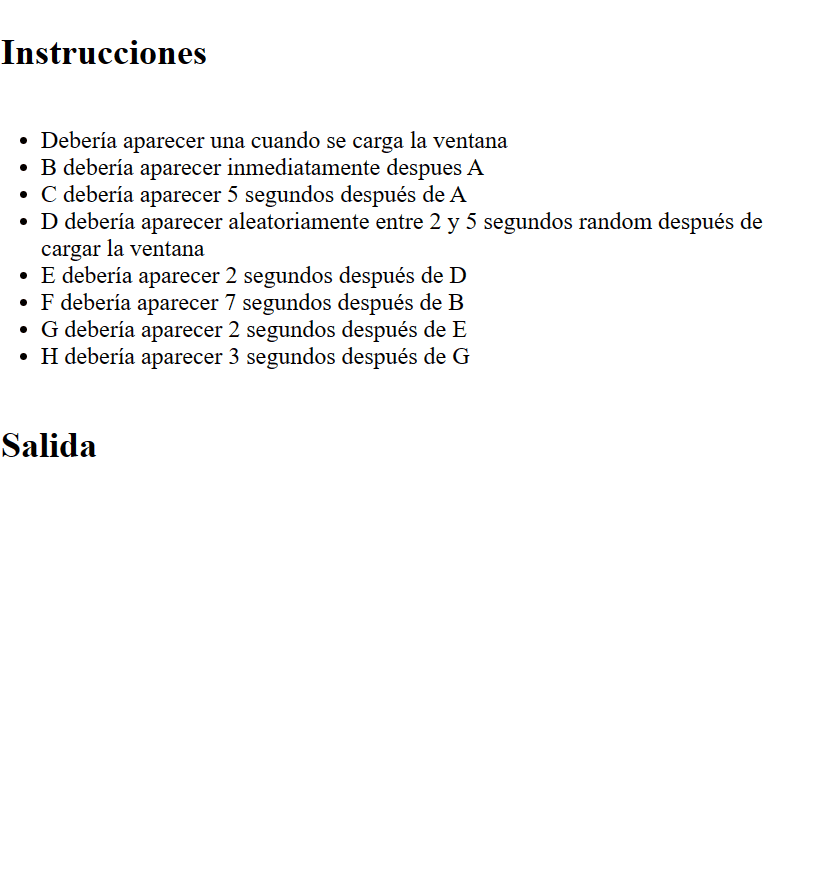 Instrucciones
Debería aparecer una cuando se carga la ventana
B debería aparecer inmediatamente despues A
C debería aparecer 5 segundos después de A
D debería aparecer aleatoriamente entre 2 y 5 segundos random después de
cargar la ventana
E debería aparecer 2 segundos después de D
F debería aparecer 7 segundos después de B
G debería aparecer 2 segundos después de E
H debería aparecer 3 segundos después de G
Salida